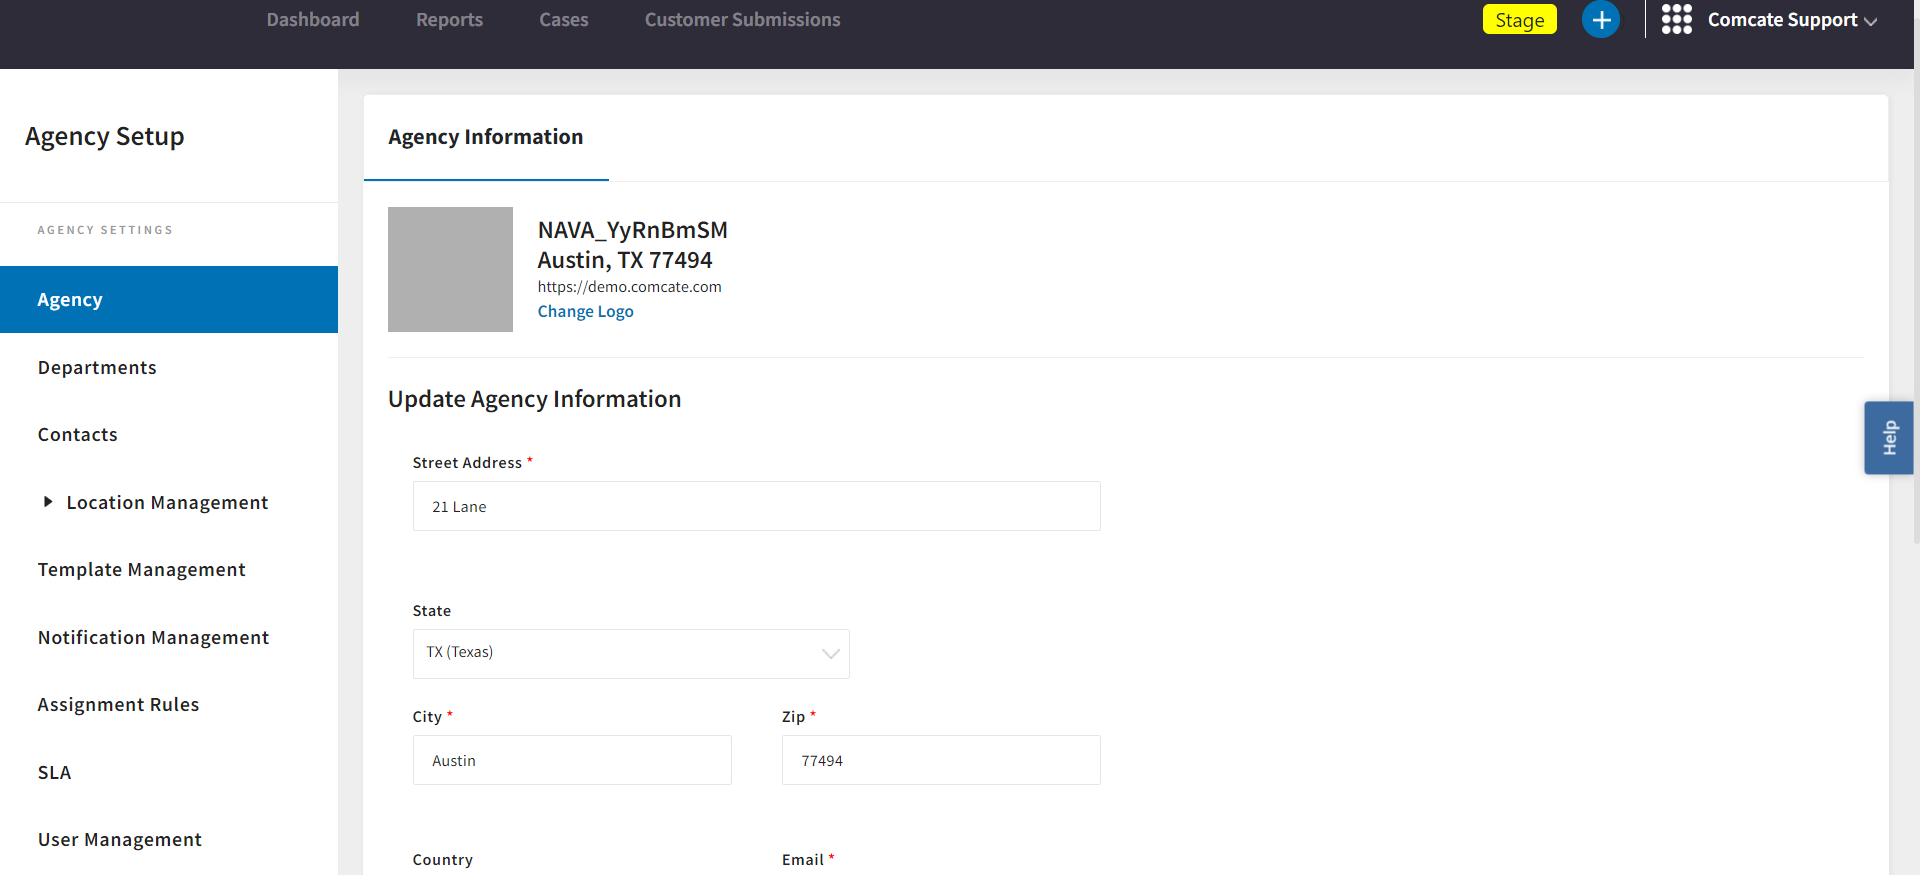 Dashboard Reports Cases Customer Submissions Stage Comcate Support
Agency Setup
AGENCY SETTINGS
Agency
Departments
Contacts
Location Management
Template Management
Notification Management
Assignment Rules
SLA
User Management
Agency Information
NAVA_YyRnBmSM
Austin, TX 77494
https://demo.comcate.com
Change Logo
Update Agency Information
Street Address *
21 Lane
State
TX (Texas)
City * Zip *
Austin 77494
Country Email *
Help